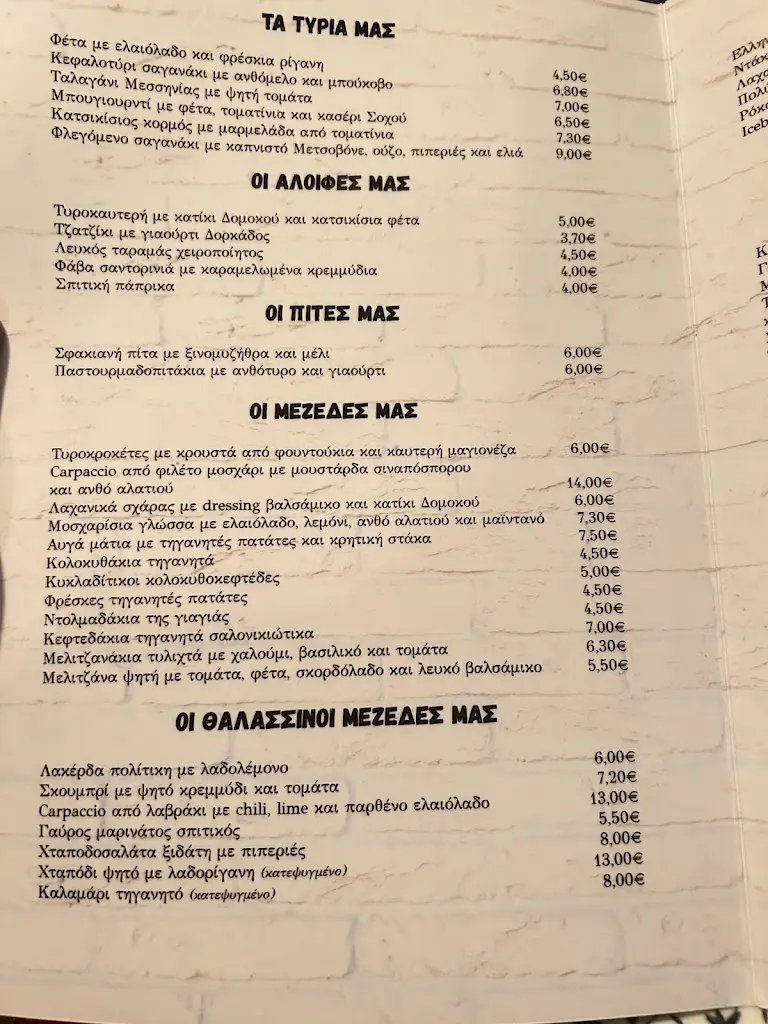 ΤΑ ΤΥΡΙΑ ΜΑΣ
Φέτα με ελαιόλαδο και φρέσκια ρίγανη 4,50€
Κεφαλοτύρι σαγανάκι με ανθόμελο και μπούκοβο 6,80€
Ταλαγάνι Μεσσηνίας με ψητή τομάτα 7,00€
Μπουγιουρντί με φέτα, τοματίνια και κασέρι Σοχού 6,50€
Κατσικίσιος κορμός με μαρμελάδα από τοματίνια 7,30€
Φλεγόμενο σαγανάκι με καπνιστό Μετσοβόνε, ούζο, πιπεριές και ελιά 9,00€
ΟΙ ΑΛΟΙΦΕΣ ΜΑΣ
Τυροκαυτερή με κατίκι Δομοκού και κατσικίσια φέτα 5,00€
Τζατζίκι με γιαούρτι Δορκάδος 3,70€
Λευκός ταραμάς χειροποίητος 4,50€
Φάβα σαντορινιά με καραμελωμένα κρεμμύδια 4,00€
Σπιτική πάπρικα 4,00€
ΟΙ ΠΙΤΕΣ ΜΑΣ
Σφακιανή πίτα με ξινομυζήθρα και μέλι 6,00€
Παστουρμαδοπιτάκια με ανθότυρο και γιαούρτι 6,00€
ΟΙ ΜΕΖΕΔΕΣ ΜΑΣ
Τυροκροκέτες με κρουστά από φουντούκια και καυτερή μαγιονέζα 6,00€
Carpaccio από φιλέτο μοσχάρι με μουστάρδα σιναπόσπορου
και ανθό αλατιού 14,00€
Λαχανικά σχάρας με dressing βαλσάμικο και κατίκι Δομοκού 6,00€
Μοσχαρίσια γλώσσα με ελαιόλαδο, λεμόνι, ανθό αλατιού και μαϊντανό 7,30€
Αυγά μάτια με τηγανητές πατάτες και κρητική στάκα 7,50€
Κολοκυθάκια τηγανητά 4,50€
Κυκλαδίτικοι κολοκυθοκεφτέδες 5,00€
Φρέσκες τηγανητές πατάτες 4,50€
Ντολμαδάκια της γιαγιάς 4,50€
Κεφτεδάκια τηγανητά σαλονικιώτικα 7,00€
Μελιτζανάκια τυλιχτά με χαλούμι, βασιλικό και τομάτα 6,30€
Μελιτζάνα ψητή με τομάτα, φέτα, σκορδόλαδο και λευκό βαλσάμικο 5,50€
ΟΙ ΘΑΛΑΣΣΙΝΟΙ ΜΕΖΕΔΕΣ ΜΑΣ
Λακέρδα πολίτικη με λαδολέμονο 6,00€
Σκουμπρί με ψητό κρεμμύδι και τομάτα 7,20€
Carpaccio από λαβράκι με chili, lime και παρθένο ελαιόλαδο 13,00€
Γαύρος μαρινάτος σπιτικός 5,50€
Χταποδοσαλάτα ξιδάτη με πιπεριές 8,00€
Χταπόδι ψητό με λαδορίγανη (κατεψυγμένο) 13,00€
Καλαμάρι τηγανητό (κατεψυγμένο) 8,00€